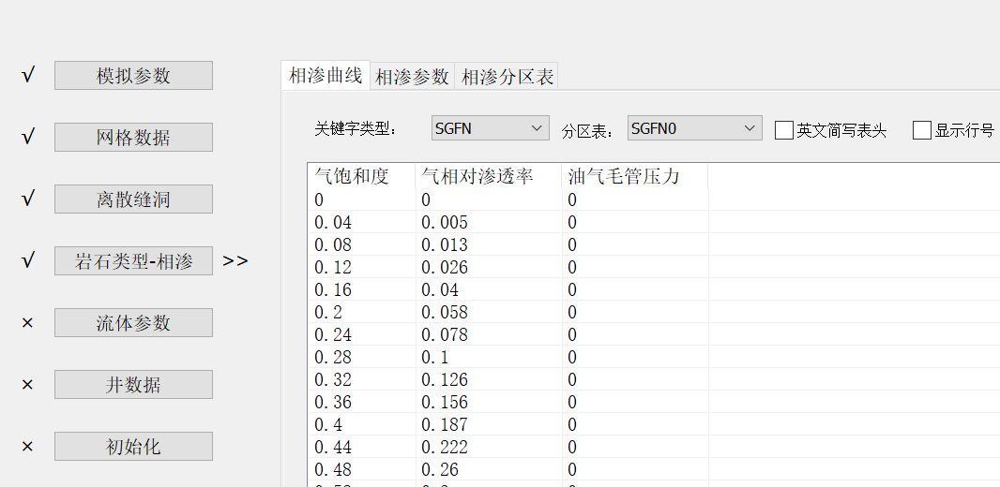 √ 模拟参数
√ 网格数据
√ 离散缝洞
√ 岩石类型-相渗 >>
× 流体参数
× 井数据
× 初始化
相渗曲线 相渗参数 相渗分区表
关键字类型: SGFN 分区表: SGFN0 英文简写表头 显示行号
气饱和度 气相对渗透率 油气毛管压力
0 0 0
0.04 0.005 0
0.08 0.013 0
0.12 0.026 0
0.16 0.04 0
0.2 0.058 0
0.24 0.078 0
0.28 0.1 0
0.32 0.126 0
0.36 0.156 0
0.4 0.187 0
0.44 0.222 0
0.48 0.26 0